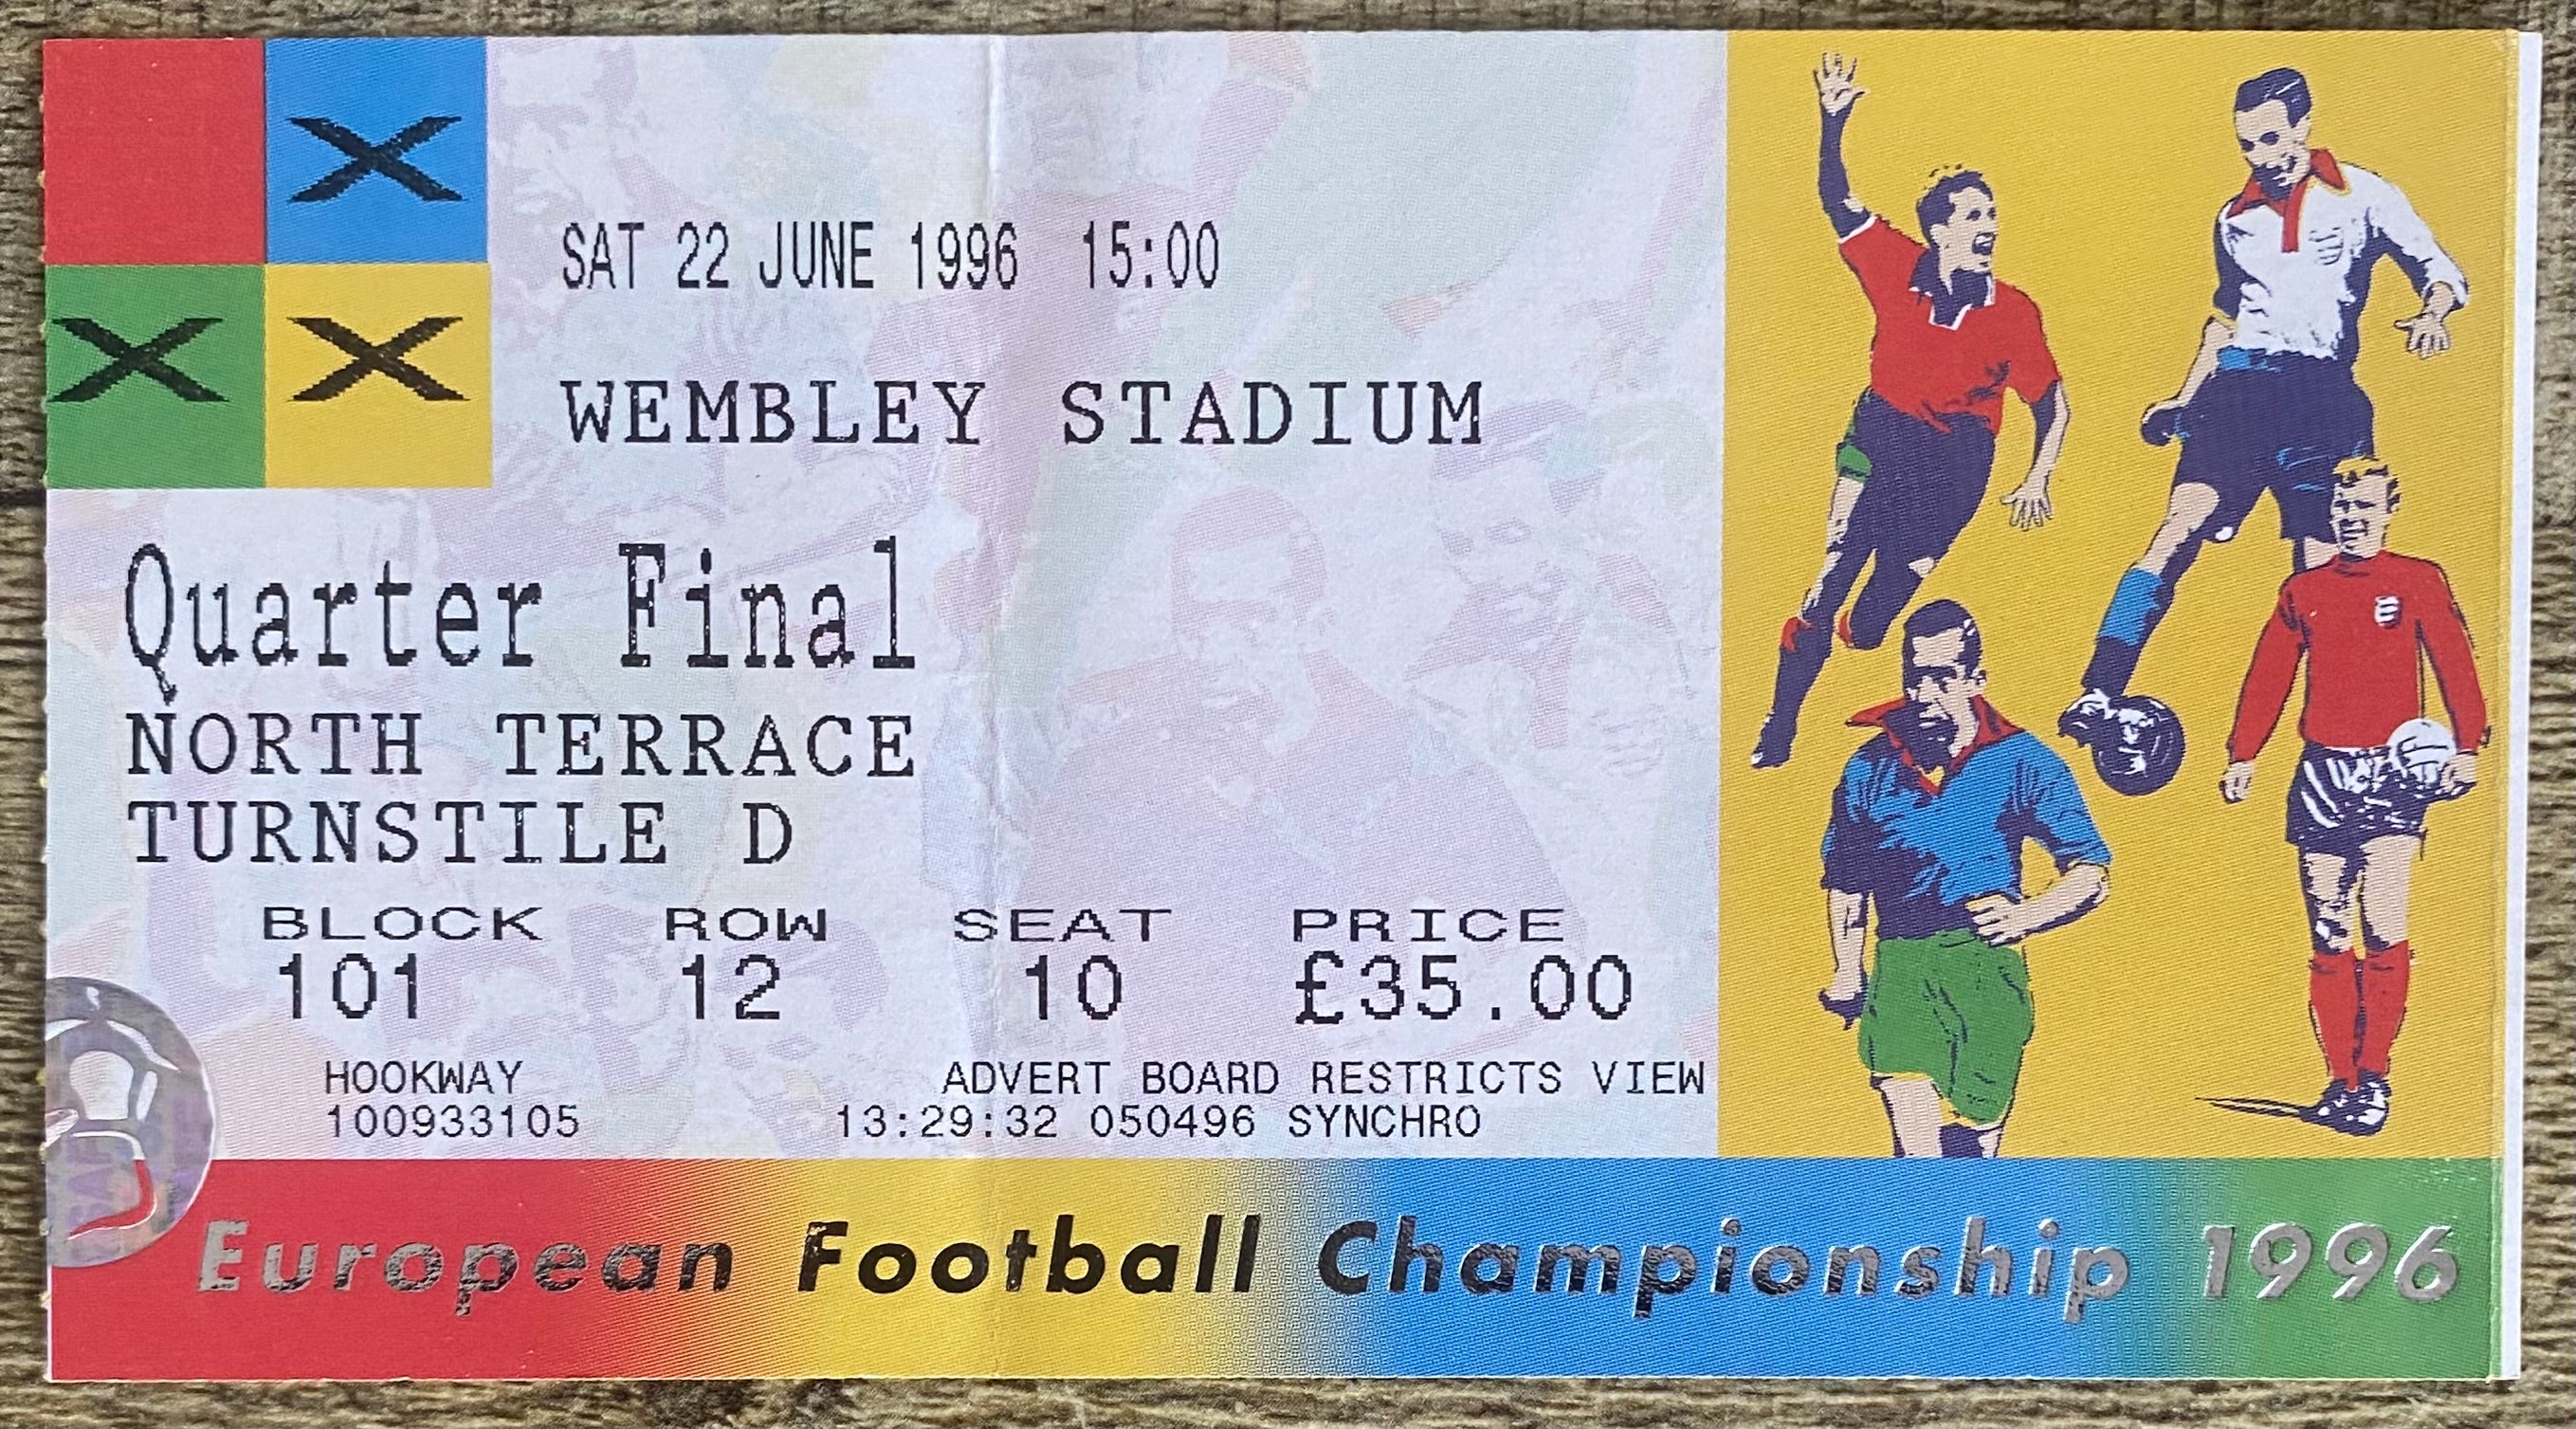 SAT 22 JUNE 1996 15:00
WEMBLEY STADIUM
Quarter Final
NORTH TERRACE
TURNSTILE D
BLOCK ROW SEAT PRICE
101 12 10 £35.00
HOOKWAY ADVERT BOARD RESTRICTS VIEW
100933105 13:29:32 050496 SYNCHRO
European Football Championship 1996